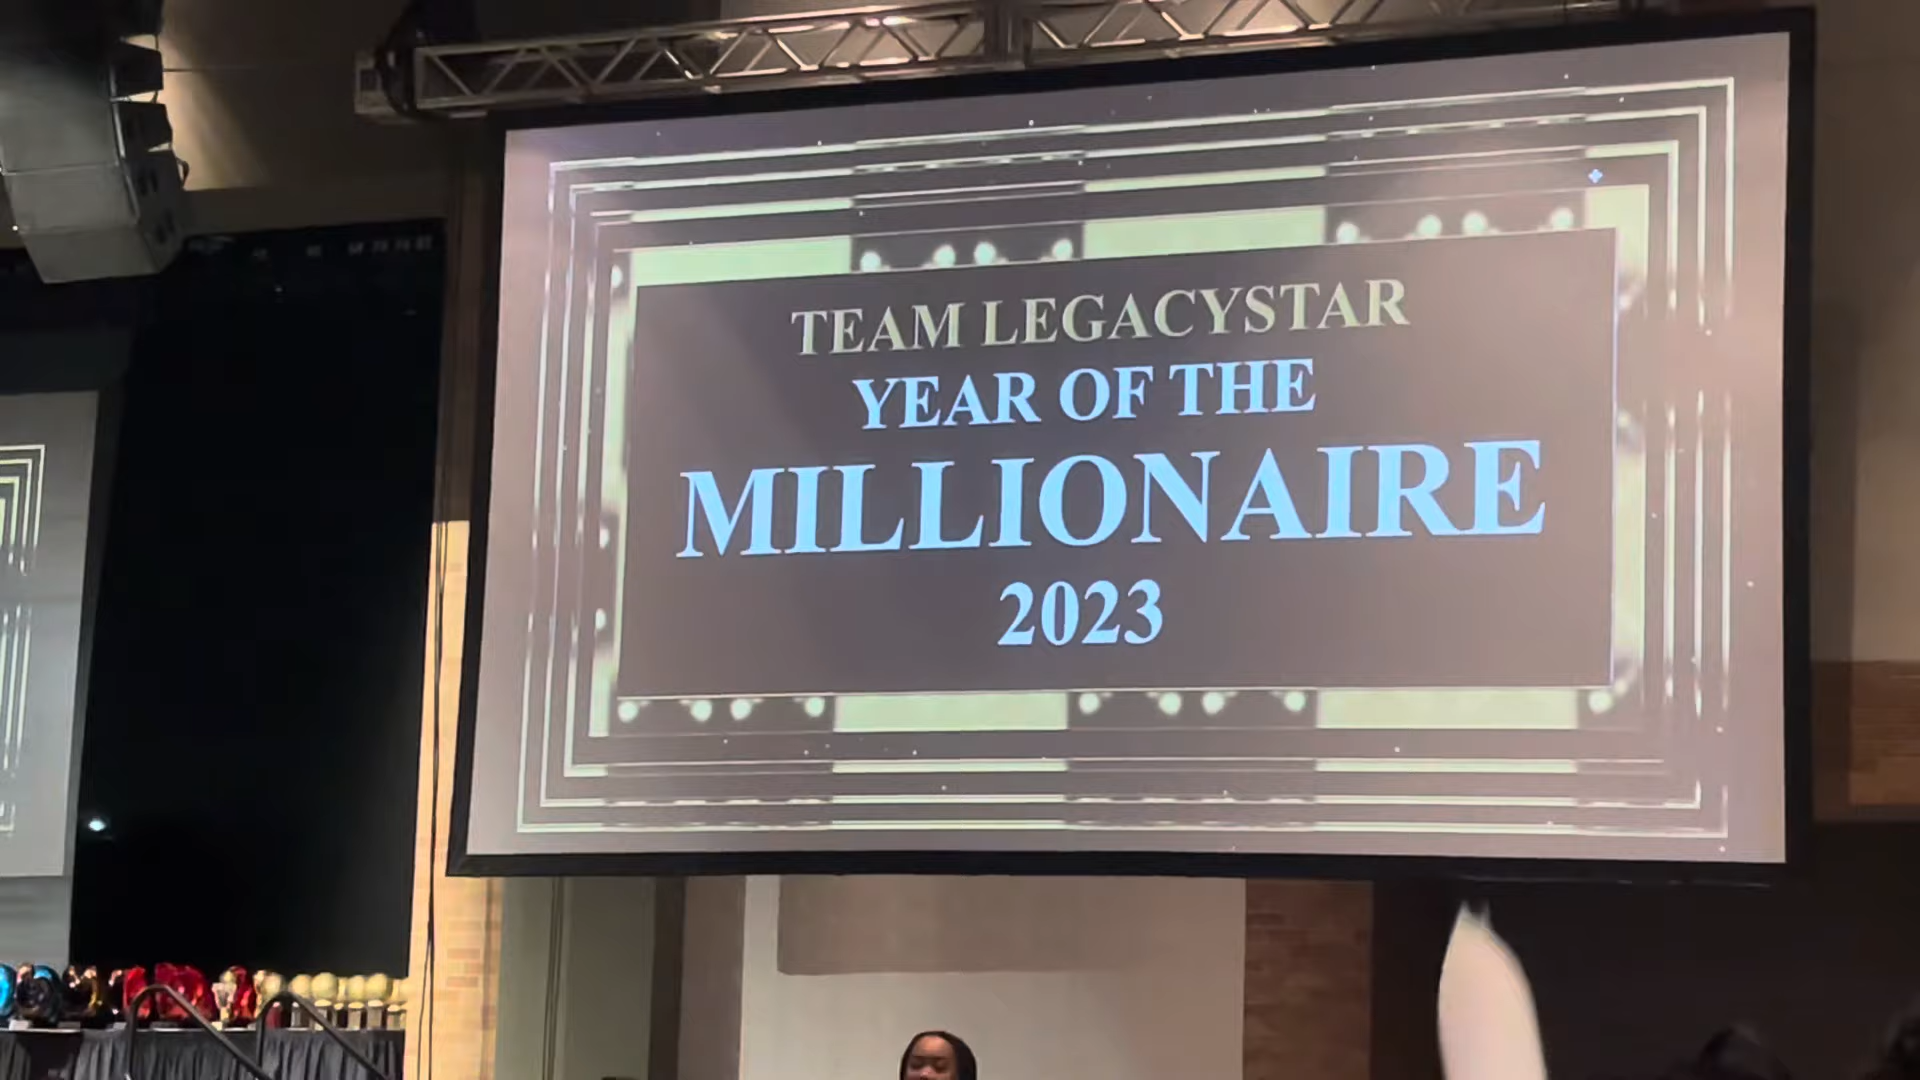 TEAM LEGACYSTAR
YEAR OF THE
MILLIONAIRE
2023